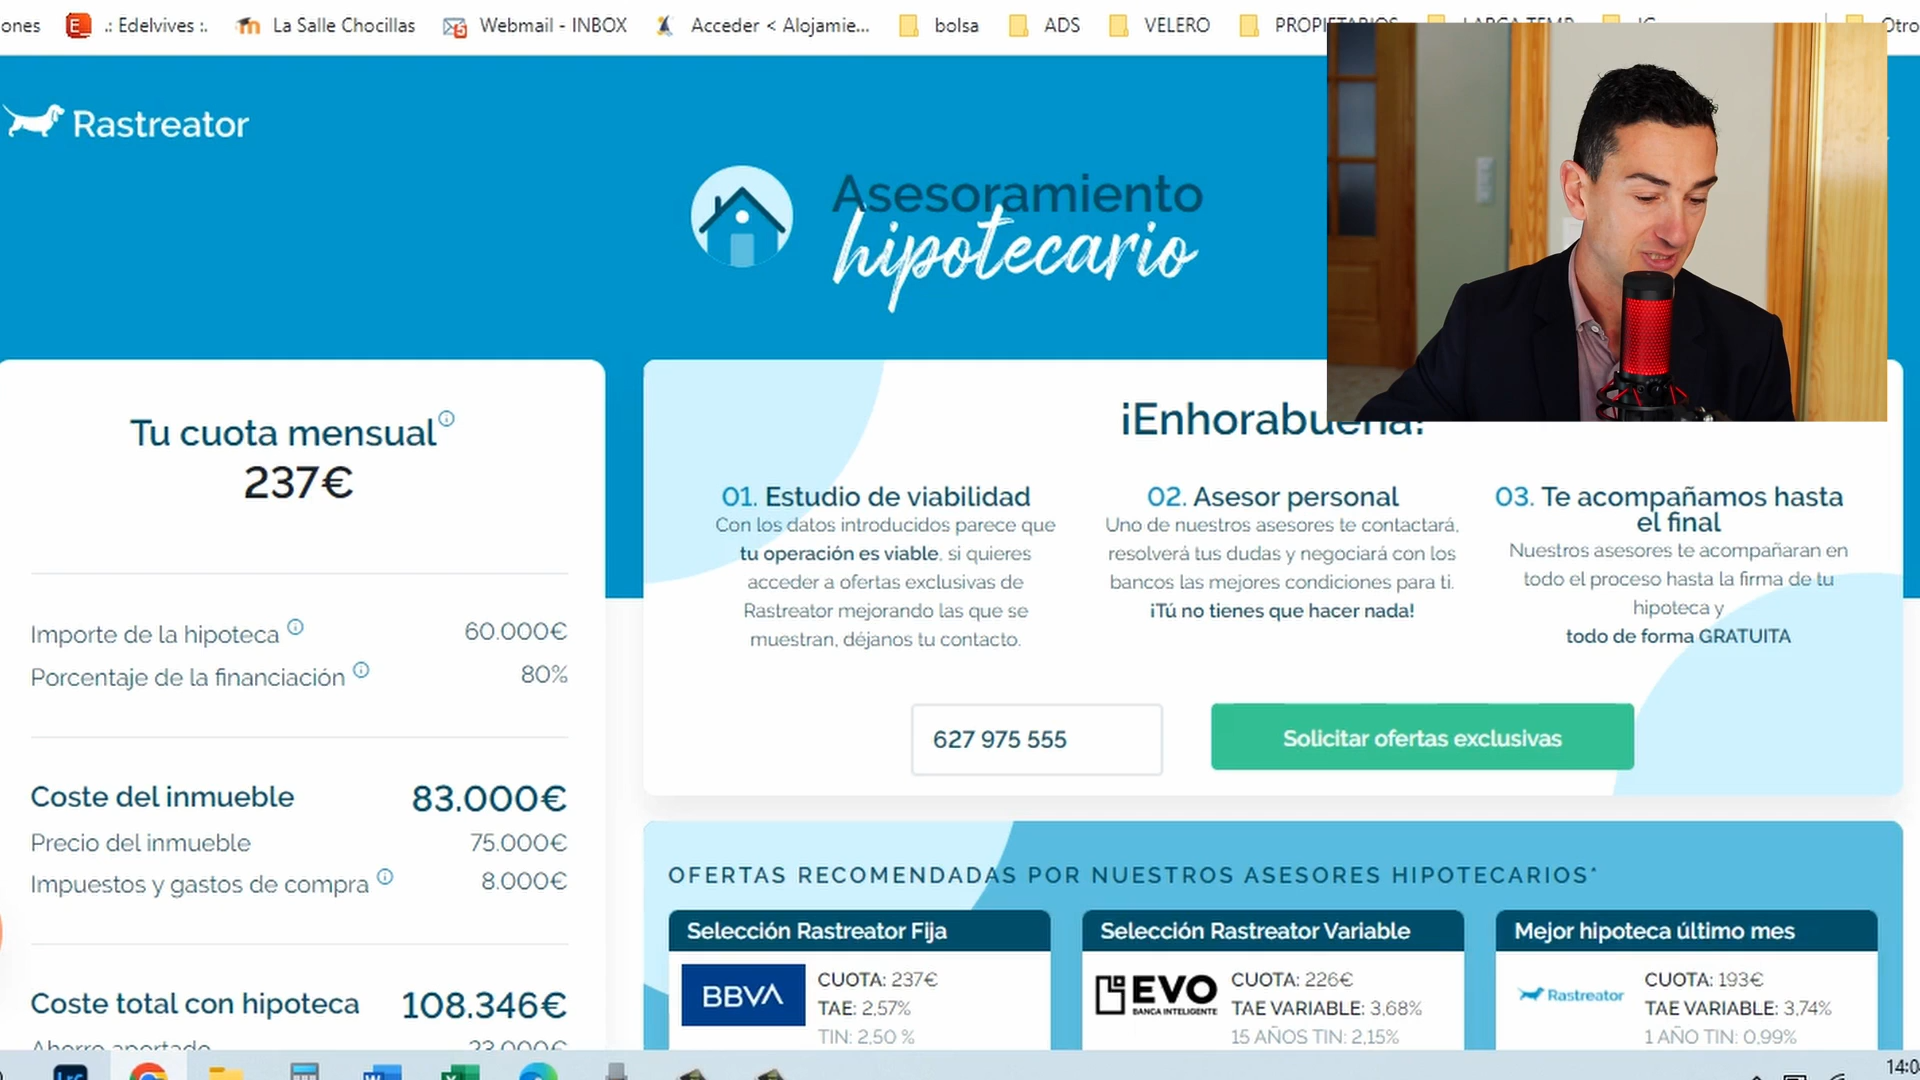 ones
.: Edelvives :.
La Salle Chocillas
Webmail - INBOX
Acceder < Alojamie...
bolsa
ADS
VELERO
Otro
Rastreator
Asesoramiento
hipotecario
Tu cuota mensual
237€
Importe de la hipoteca 60.000€
Porcentaje de la financiación 80%
Coste del inmueble 83.000€
Precio del inmueble 75.000€
Impuestos y gastos de compra 8.000€
Coste total con hipoteca 108.346€
Ahorro aportado 23.000€
¡Enhorabuena!
01. Estudio de viabilidad
Con los datos introducidos parece que
tu operación es viable, si quieres
acceder a ofertas exclusivas de
Rastreator mejorando las que se
muestran, déjanos tu contacto.
02. Asesor personal
Uno de nuestros asesores te contactará,
resolverá tus dudas y negociará con los
bancos las mejores condiciones para ti.
¡Tú no tienes que hacer nada!
03. Te acompañamos hasta
el final
Nuestros asesores te acompañaran en
todo el proceso hasta la firma de tu
hipoteca y
todo de forma GRATUITA
627 975 555
Solicitar ofertas exclusivas
OFERTAS RECOMENDADAS POR NUESTROS ASESORES HIPOTECARIOS*
Selección Rastreator Fija
BBVA
CUOTA: 237€
TAE: 2.57%
TIN: 2,50 %
Selección Rastreator Variable
EVO
BANCA INTELIGENTE
CUOTA: 226€
TAE VARIABLE: 3,68%
15 AÑOS TIN: 2,15%
Mejor hipoteca último mes
Rastreator
CUOTA: 193€
TAE VARIABLE: 3,74%
1 AÑO TIN: 0,99%